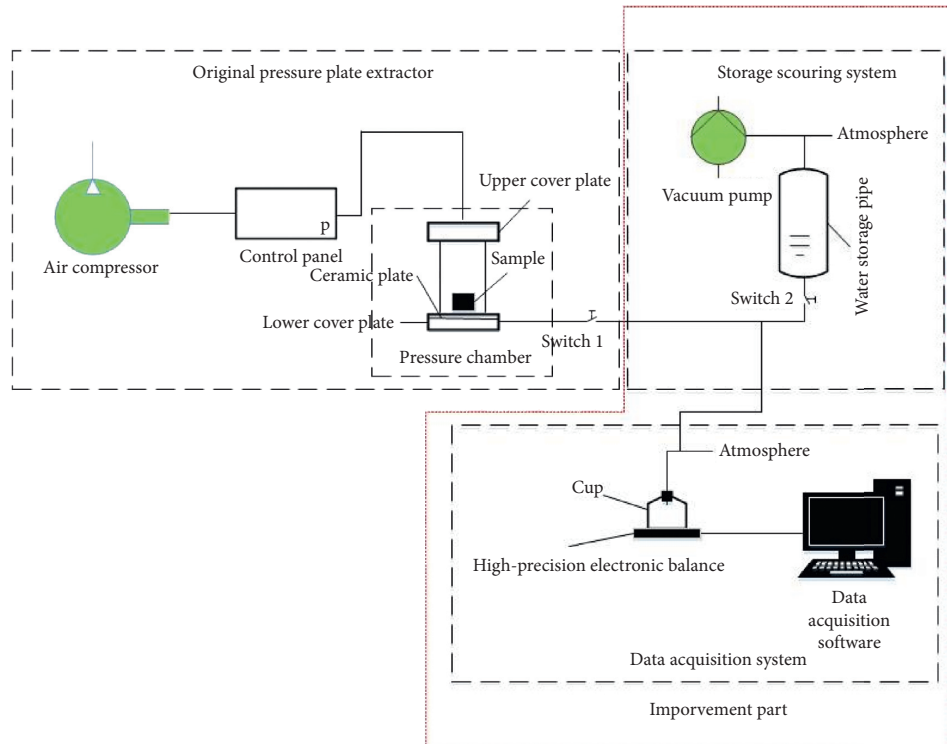 Original pressure plate extractor
Storage scouring system
Atmosphere
Upper cover plate
Vacuum pump
p
Water storage pipe
Control panel
Sample
Air compressor
Ceramic plate
Switch 2
Lower cover plate
Switch 1
Pressure chamber
Atmosphere
Cup
High-precision electronic balance
Data
acquisition
software
Data acquisition system
Imporvement part